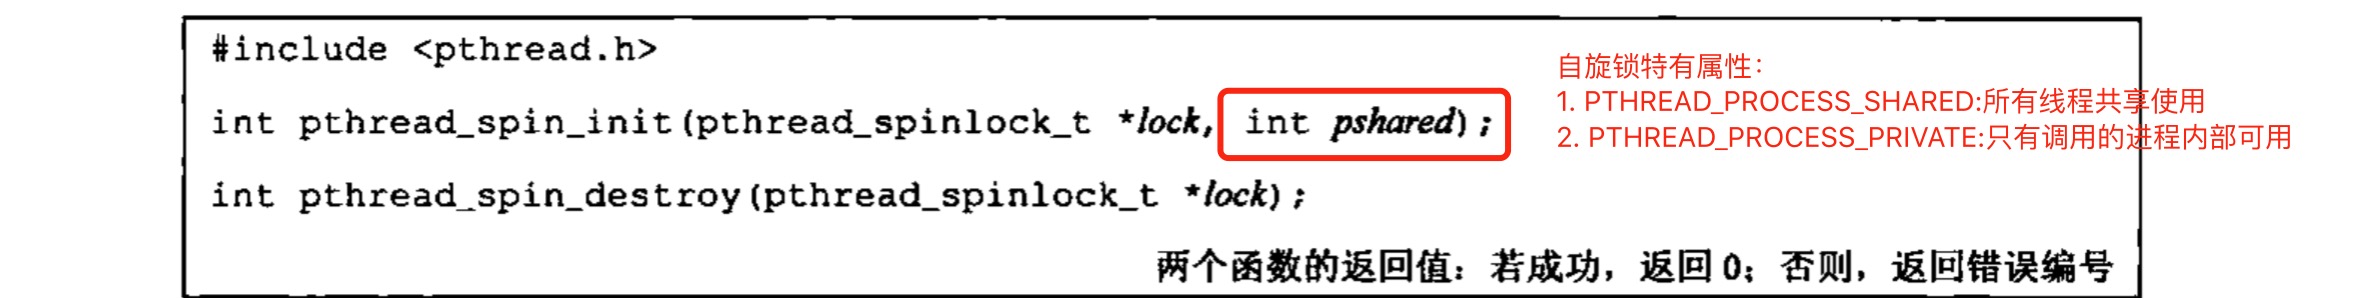 #include <pthread.h>
自旋锁特有属性：
1. PTHREAD_PROCESS_SHARED:所有线程共享使用
int pthread_spin_init(pthread_spinlock_t *lock, int pshared);
2. PTHREAD_PROCESS_PRIVATE:只有调用的进程内部可用
int pthread_spin_destroy(pthread_spinlock_t *lock);
两个函数的返回值：若成功，返回0；否则，返回错误编号